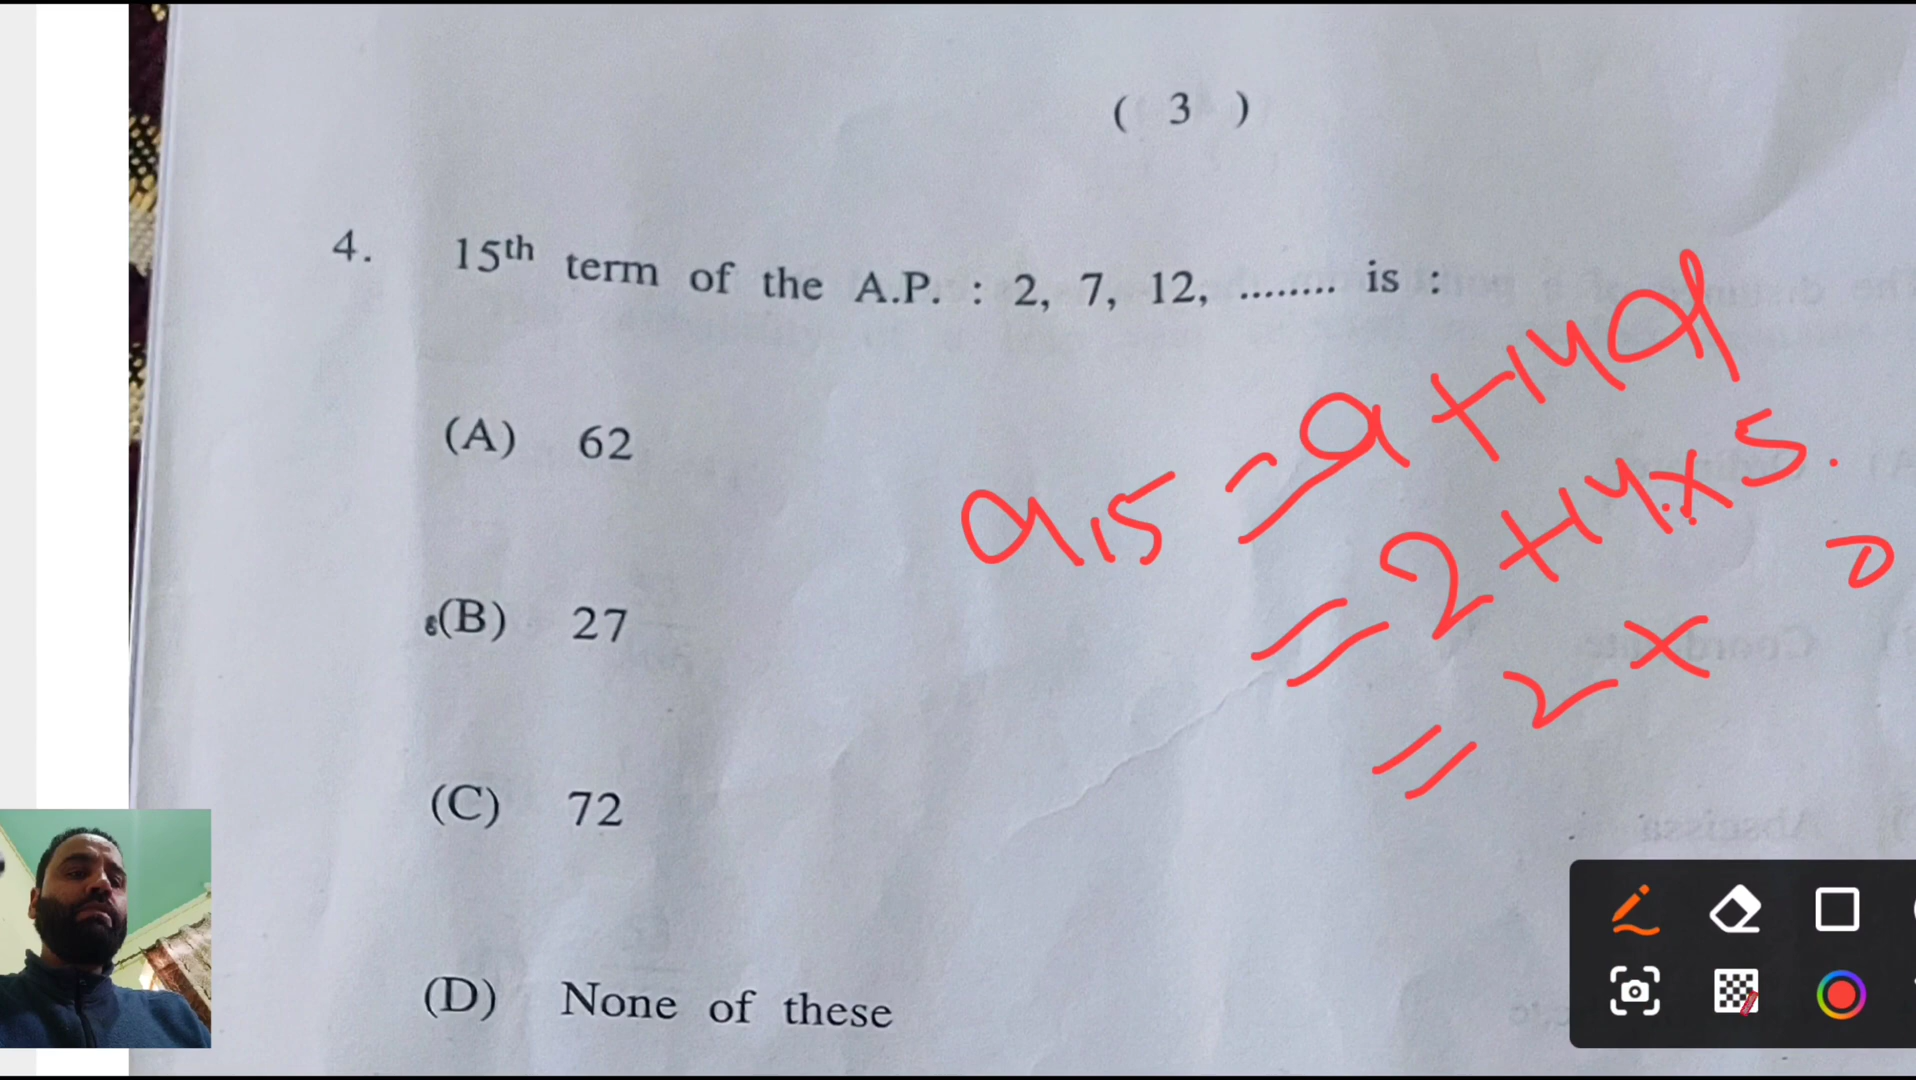 ( 3 )
4. 15th term of the A.P. : 2, 7, 12, ........ is :
(A) 62
(B) 27
(C) 72
(D) None of these
a15 = a + 14d
= 2 + 14 x 5
= 2 x